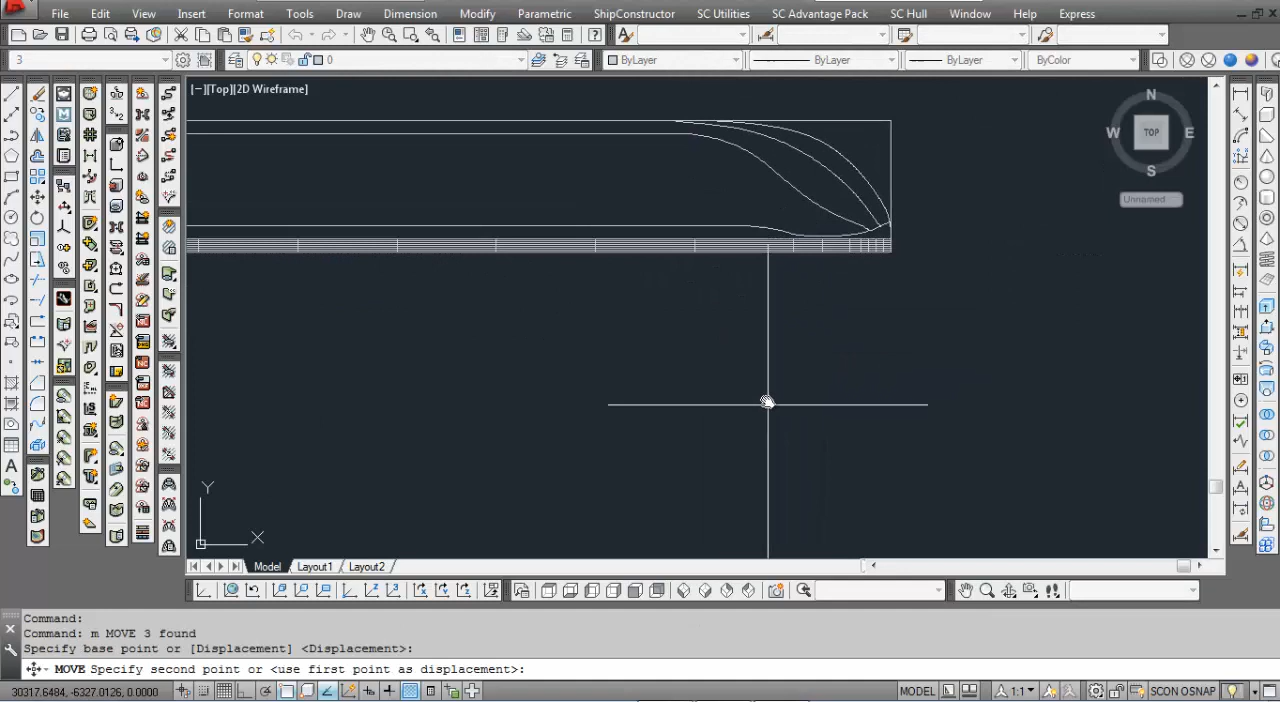 File Edit View Insert Format Tools Draw Dimension Modify Parametric ShipConstructor SC Utilities SC Advantage Pack SC Hull Window Help Express
3 0 ByLayer ByLayer ByLayer ByColor
[−][Top][2D Wireframe]
N
W TOP E
S
Unnamed
Y
X
Model Layout1 Layout2
Command:
Command: m MOVE 3 found
Specify base point or [Displacement] <Displacement>:
MOVE Specify second point or <use first point as displacement>:
30317.6484, -6327.0126, 0.0000 MODEL 1:1 SCON OSNAP